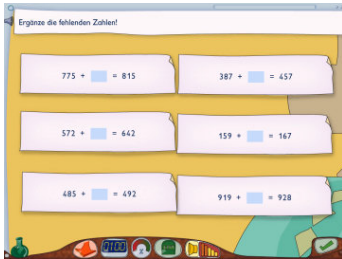 Ergänze die fehlenden Zahlen!
775 + = 815
387 + = 457
572 + = 642
159 + = 167
485 + = 492
919 + = 928